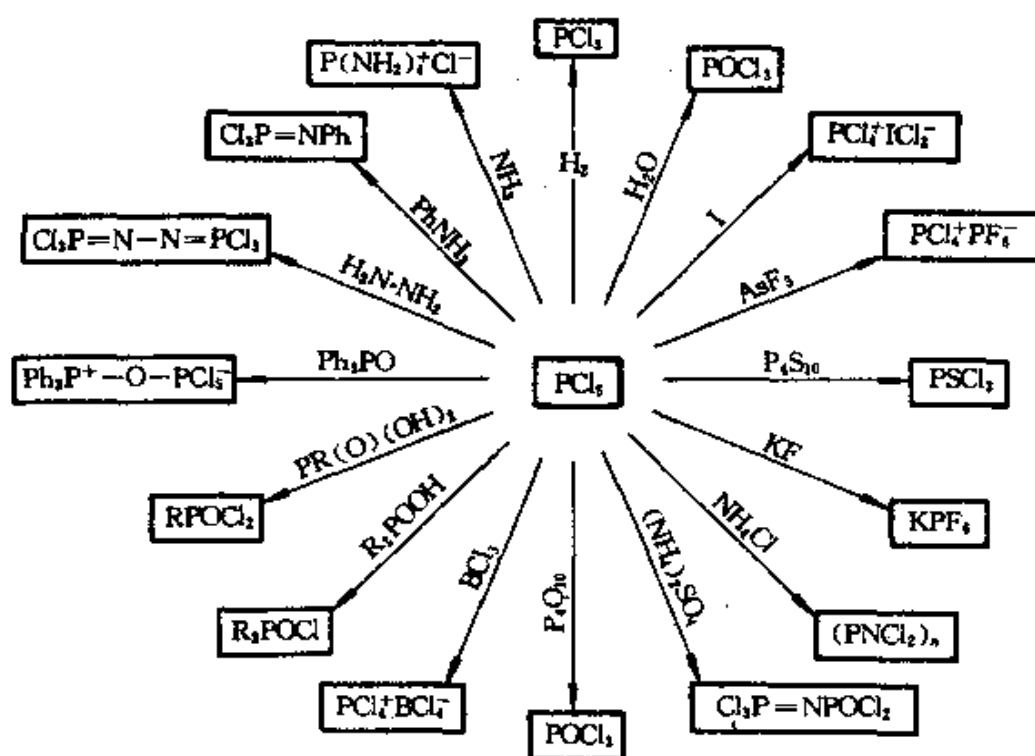 PCl₃
P(NH₂)₄⁺Cl⁻
POCl₃
Cl₃P=NPh
PCl₄⁺ICl₂⁻
NH₃
H₂
H₂O
PhNH₂
I
Cl₃P=N-N=PCl₃
PCl₄⁺PF₆⁻
H₂N-NH₂
AsF₃
Ph₃P⁺-O-PCl₅⁻
Ph₃PO
PCl₅
P₄S₁₀
PSCl₃
PR(O)(OH)₂
KF
RPOCl₂
R₂POOH
BCl₃
P₄O₁₀
(NH₄)₂SO₄
NH₄Cl
KPF₆
R₂POCl
(PNCl₂)ₙ
PCl₄⁺BCl₄⁻
POCl₃
Cl₃P=NPOCl₂